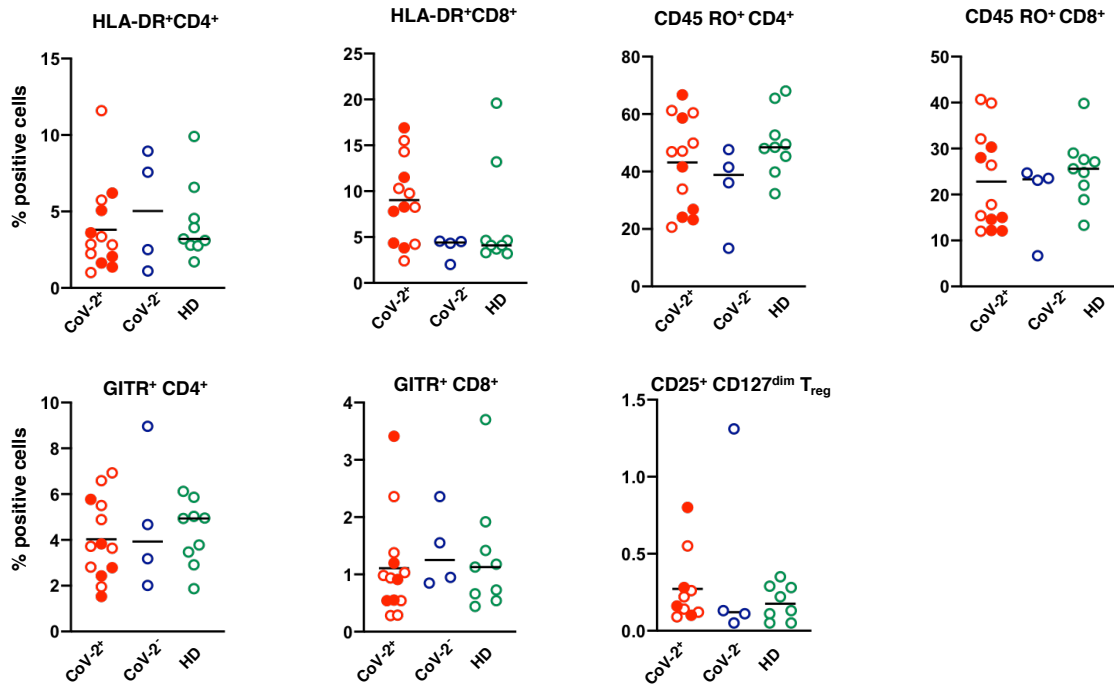 HLA-DR⁺CD4⁺
HLA-DR⁺CD8⁺
CD45 RO⁺ CD4⁺
CD45 RO⁺ CD8⁺
% positive cells
15
10
5
0
25
20
15
10
5
0
80
60
40
20
0
50
40
30
20
10
0
CoV-2⁺
CoV-2⁻
HD
CoV-2⁺
CoV-2⁻
HD
CoV-2⁺
CoV-2⁻
HD
CoV-2⁺
CoV-2⁻
HD
GITR⁺ CD4⁺
GITR⁺ CD8⁺
CD25⁺ CD127ᵈⁱᵐ Tᵣₑg
% positive cells
10
8
6
4
2
0
4
3
2
1
0
1.5
1.0
0.5
0.0
CoV-2⁺
CoV-2⁻
HD
CoV-2⁺
CoV-2⁻
HD
CoV-2⁺
CoV-2⁻
HD